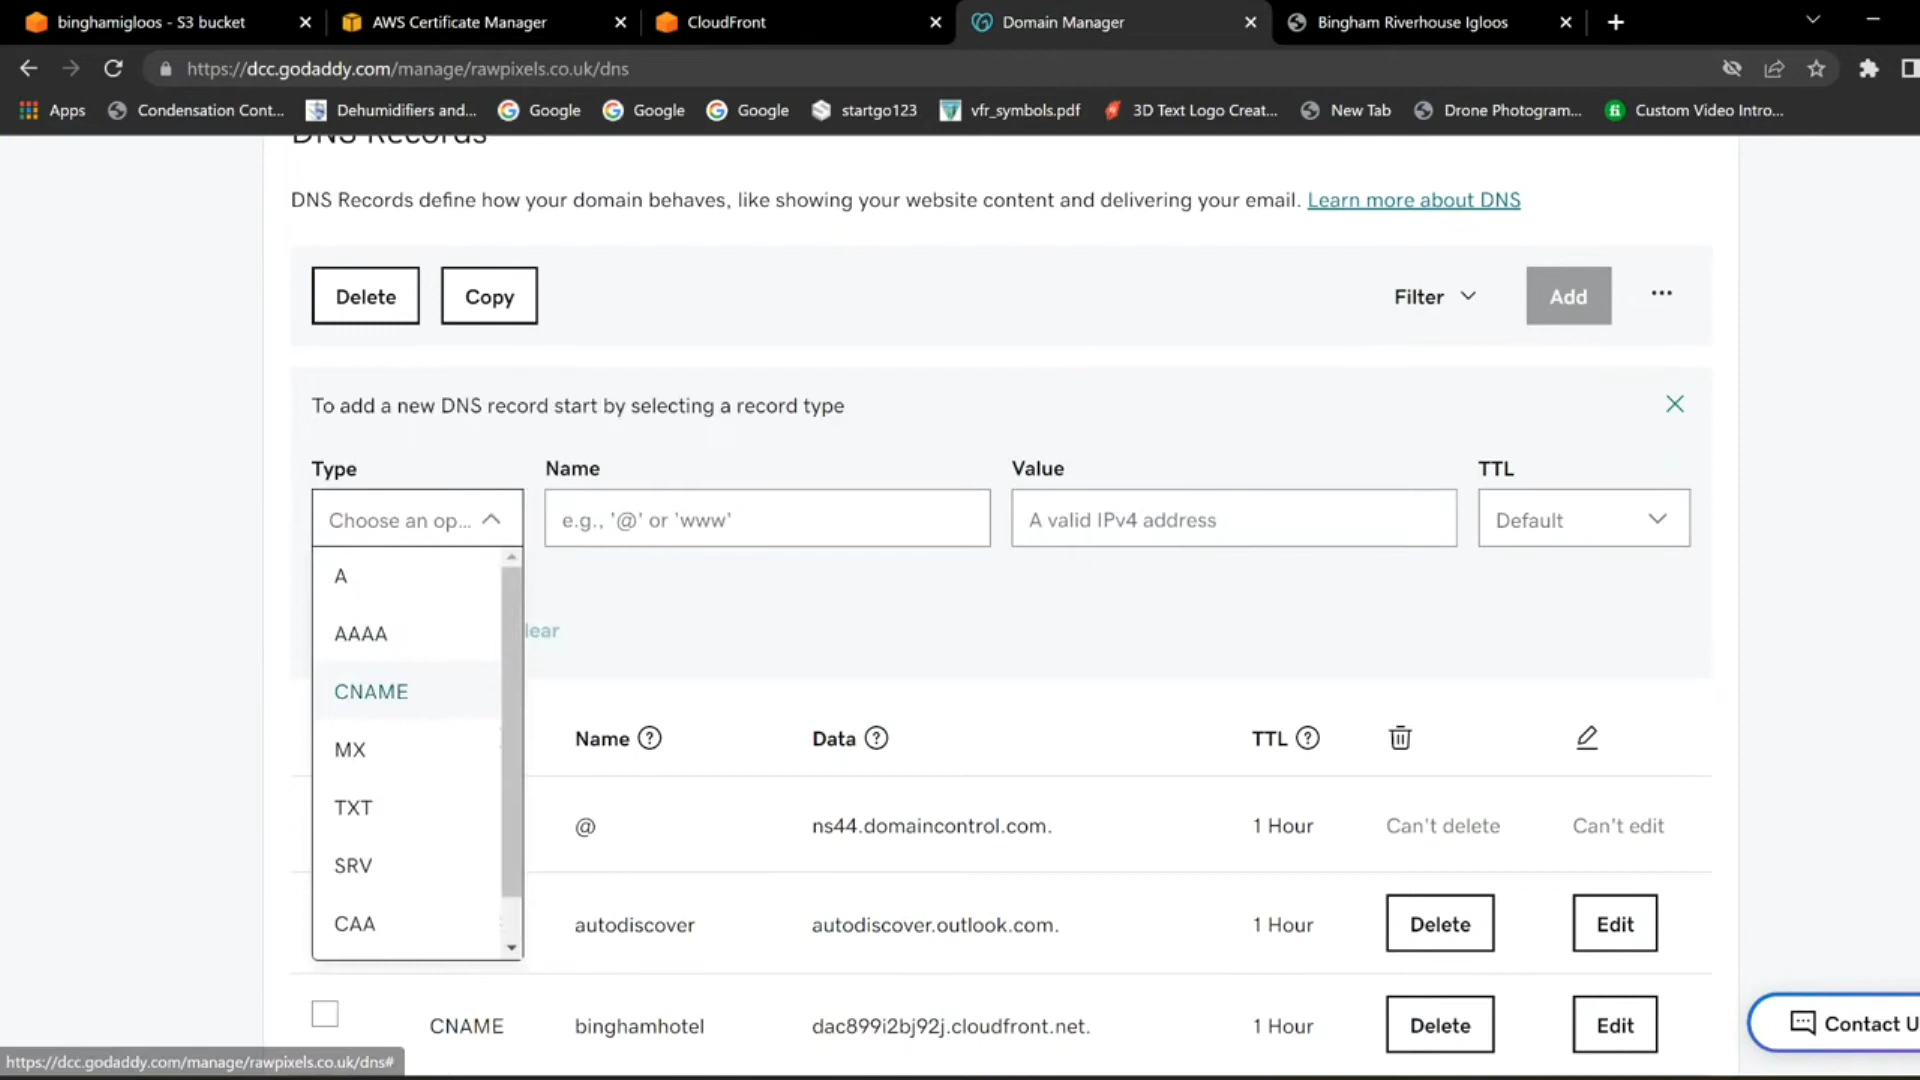 binghamigloos - S3 bucket
AWS Certificate Manager
CloudFront
Domain Manager
Bingham Riverhouse Igloos
https://dcc.godaddy.com/manage/rawpixels.co.uk/dns
Apps
Condensation Cont...
Dehumidifiers and...
Google
Google
Google
startgo123
vfr_symbols.pdf
3D Text Logo Creat...
New Tab
Drone Photogram...
Custom Video Intro...
DNS Records
DNS Records define how your domain behaves, like showing your website content and delivering your email. Learn more about DNS
Delete Copy Filter Add ...
To add a new DNS record start by selecting a record type
Type Name Value TTL
Choose an op... e.g., '@' or 'www' A valid IPv4 address Default
A
AAAA
lear
CNAME
MX
Name ? Data ? TTL ?
TXT
@ ns44.domaincontrol.com. 1 Hour Can't delete Can't edit
SRV
CAA
autodiscover autodiscover.outlook.com. 1 Hour Delete Edit
CNAME binghamhotel dac899i2bj92j.cloudfront.net. 1 Hour Delete Edit
Contact U
https://dcc.godaddy.com/manage/rawpixels.co.uk/dns#